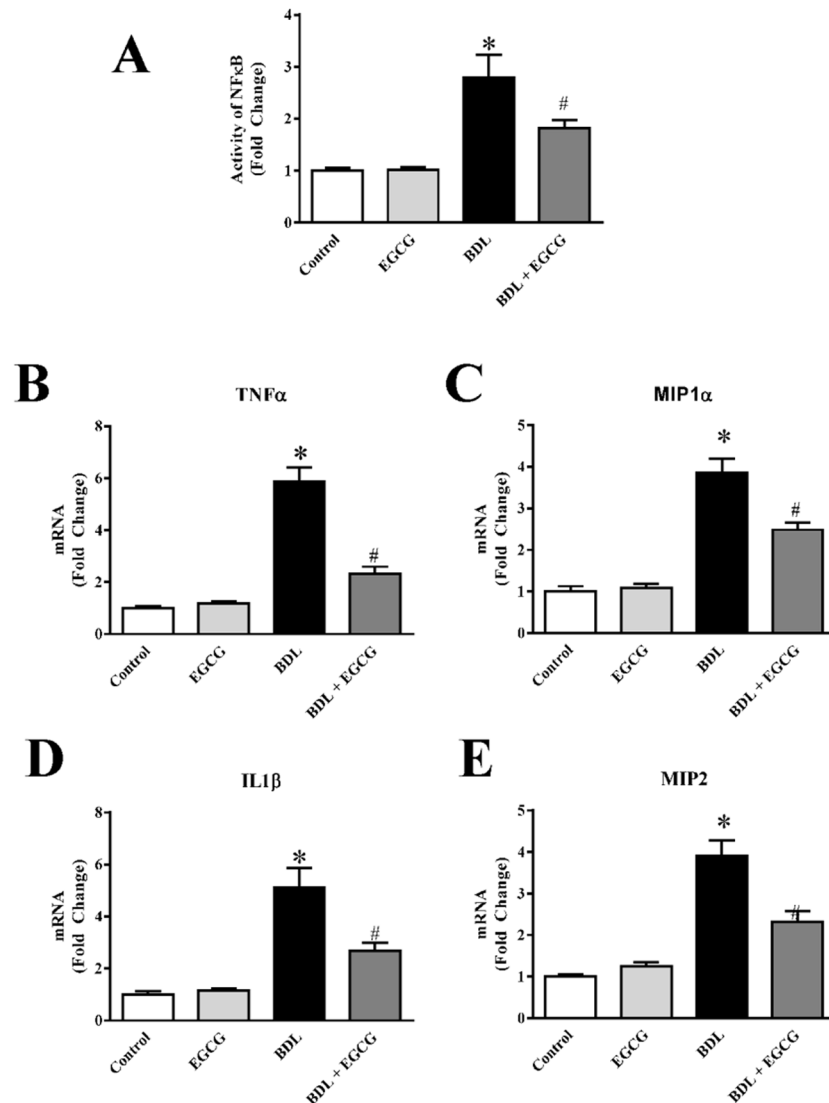 A
Activity of NFκB
(Fold Change)
4
3
2
1
0
*
#
Control
EGCG
BDL
BDL + EGCG
B
TNFα
mRNA
(Fold Change)
8
6
4
2
0
*
#
Control
EGCG
BDL
BDL + EGCG
C
MIP1α
mRNA
(Fold Change)
5
4
3
2
1
0
*
#
Control
EGCG
BDL
BDL + EGCG
D
IL1β
mRNA
(Fold Change)
8
6
4
2
0
*
#
Control
EGCG
BDL
BDL + EGCG
E
MIP2
mRNA
(Fold Change)
5
4
3
2
1
0
*
#
Control
EGCG
BDL
BDL + EGCG